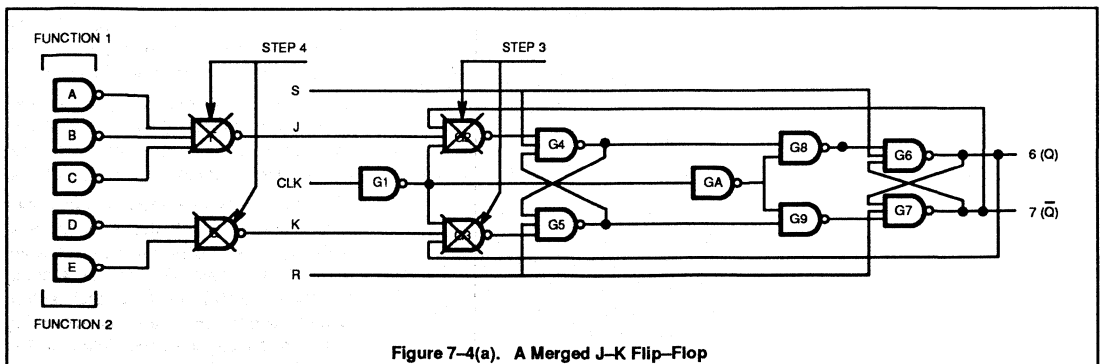 FUNCTION 1
STEP 4
STEP 3
A
S
B
J
G2
G4
G8
G6
6 (Q)
C
CLK
G1
GA
D
K
G3
G5
G9
G7
7 (Q̅)
E
R
FUNCTION 2
Figure 7–4(a). A Merged J–K Flip–Flop